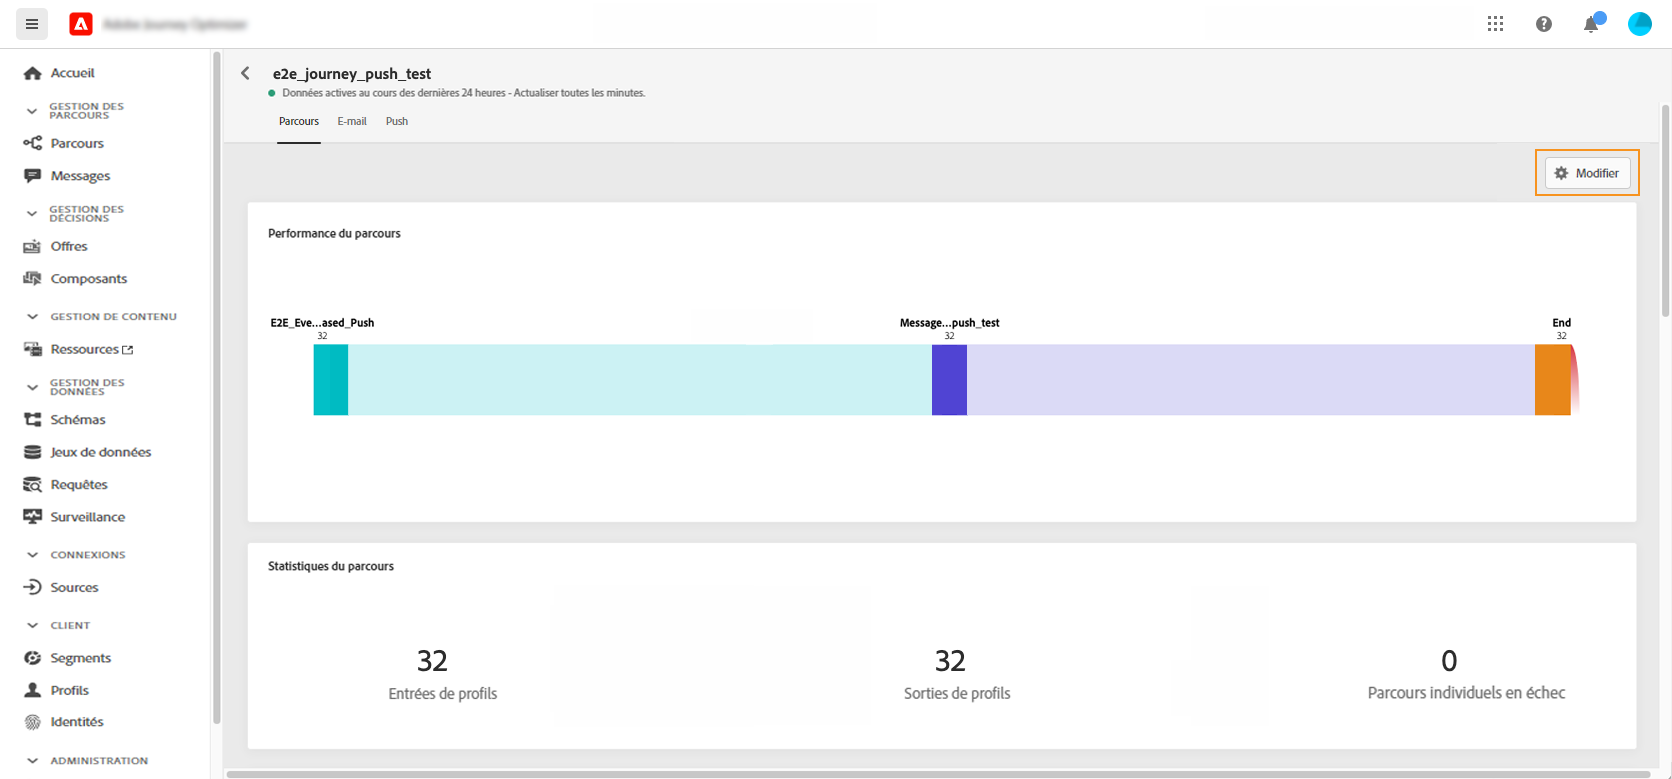 Accueil
GESTION DES
PARCOURS
Parcours
Messages
GESTION DES
DÉCISIONS
Offres
Composants
GESTION DE CONTENU
Ressources
GESTION DES
DONNÉES
Schémas
Jeux de données
Requêtes
Surveillance
CONNEXIONS
Sources
CLIENT
Segments
Profils
Identités
ADMINISTRATION
e2e_journey_push_test
Données actives au cours des dernières 24 heures - Actualiser toutes les minutes.
Parcours E-mail Push
Modifier
Performance du parcours
E2E_Eve...ased_Push Message...push_test End
32 32 32
Statistiques du parcours
32 32 0
Entrées de profils Sorties de profils Parcours individuels en échec